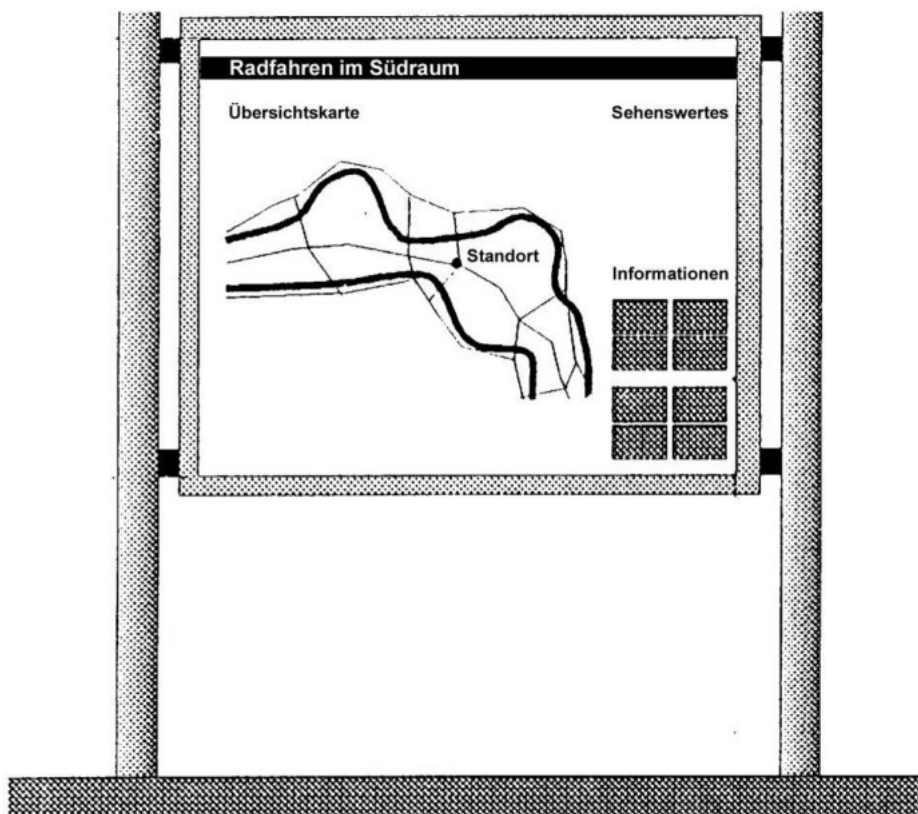 Radfahren im Südraum
Übersichtskarte
Sehenswertes
Standort
Informationen